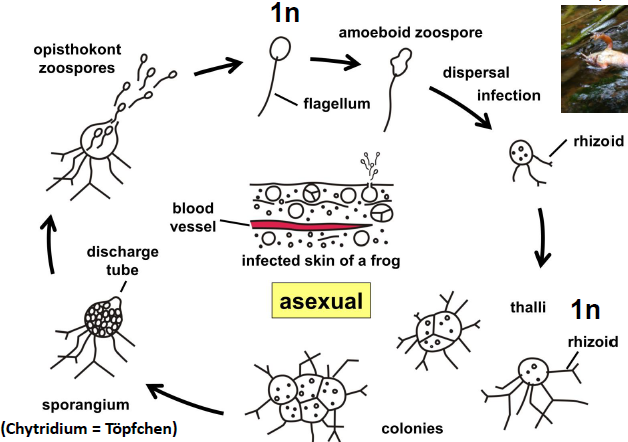 1n
opisthokont
zoospores
amoeboid zoospore
flagellum
dispersal
infection
rhizoid
blood
vessel
infected skin of a frog
discharge
tube
asexual
thalli 1n
rhizoid
sporangium
(Chytridium = Töpfchen)
colonies